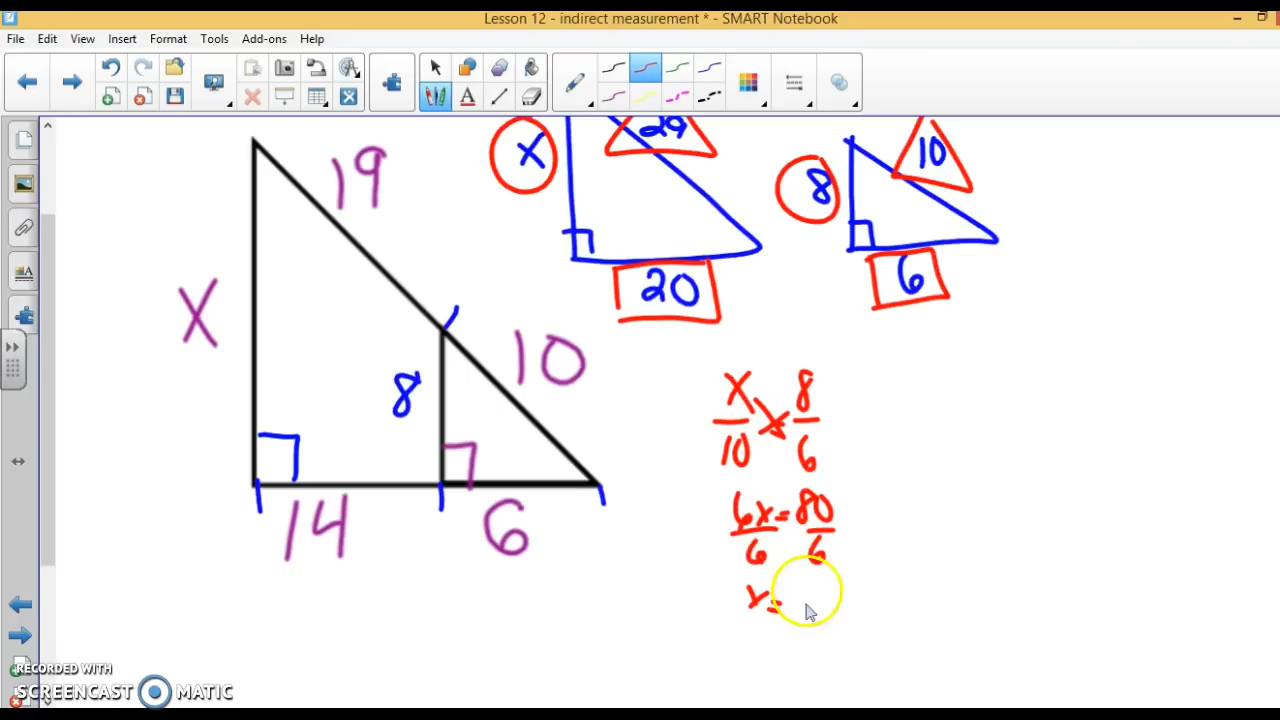 Lesson 12 - indirect measurement * - SMART Notebook
File Edit View Insert Format Tools Add-ons Help
19
X
29
20
8
10
6
X
8
10
14
6
x/10 = 8/6
6x = 80
6 6
x =
RECORDED WITH
SCREENCAST MATIC